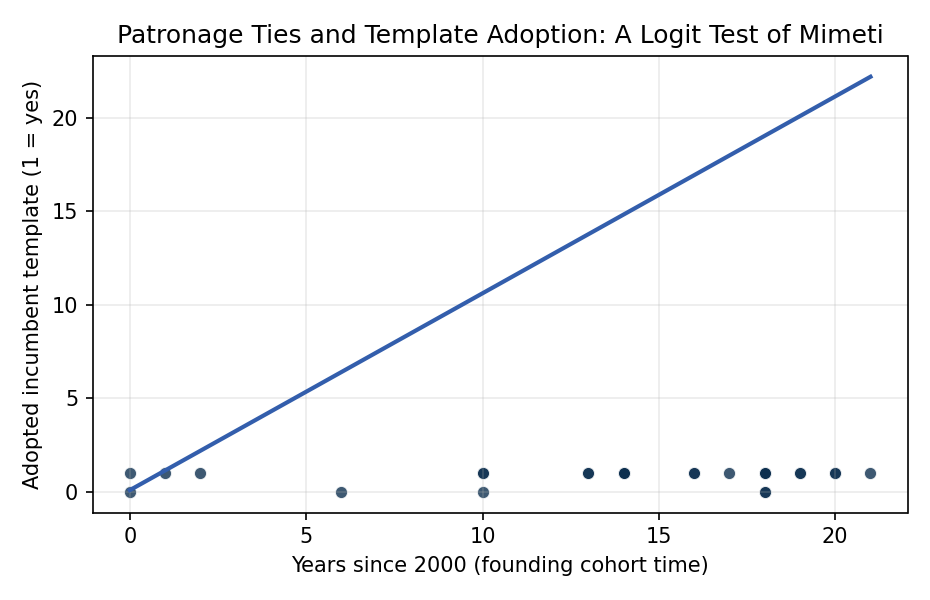 Patronage Ties and Template Adoption: A Logit Test of Mimeti
Adopted incumbent template (1 = yes)
20
15
10
5
0
0 5 10 15 20
Years since 2000 (founding cohort time)